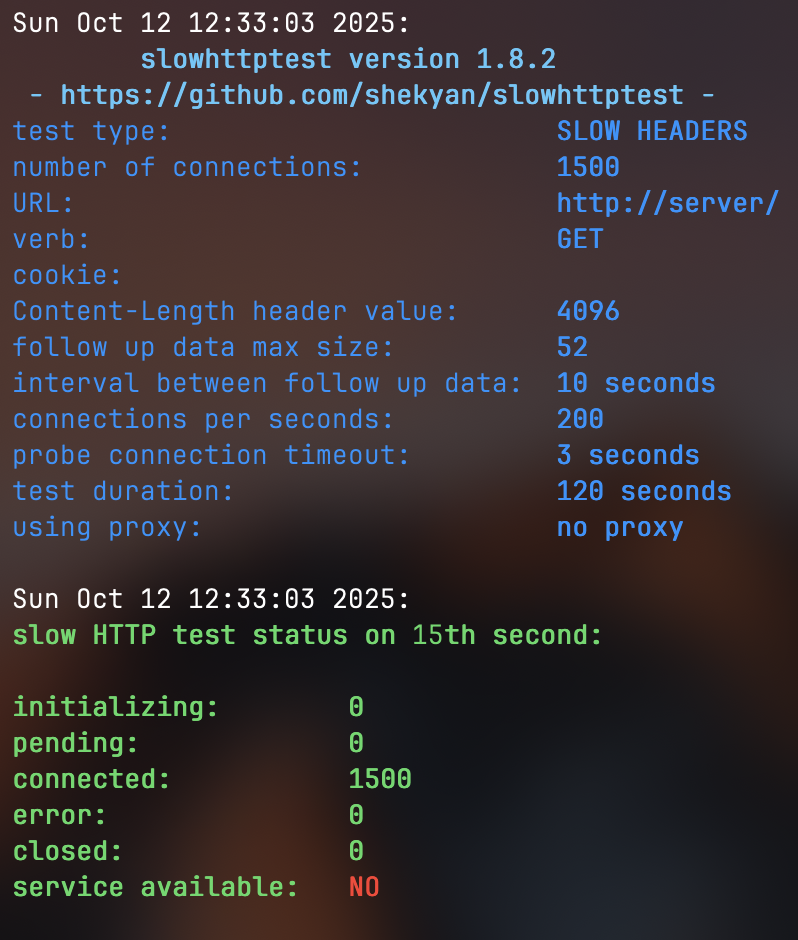 Sun Oct 12 12:33:03 2025:
slowhttptest version 1.8.2
- https://github.com/shekyan/slowhttptest -
test type: SLOW HEADERS
number of connections: 1500
URL: http://server/
verb: GET
cookie:
Content-Length header value: 4096
follow up data max size: 52
interval between follow up data: 10 seconds
connections per seconds: 200
probe connection timeout: 3 seconds
test duration: 120 seconds
using proxy: no proxy
Sun Oct 12 12:33:03 2025:
slow HTTP test status on 15th second:
initializing: 0
pending: 0
connected: 1500
error: 0
closed: 0
service available: NO